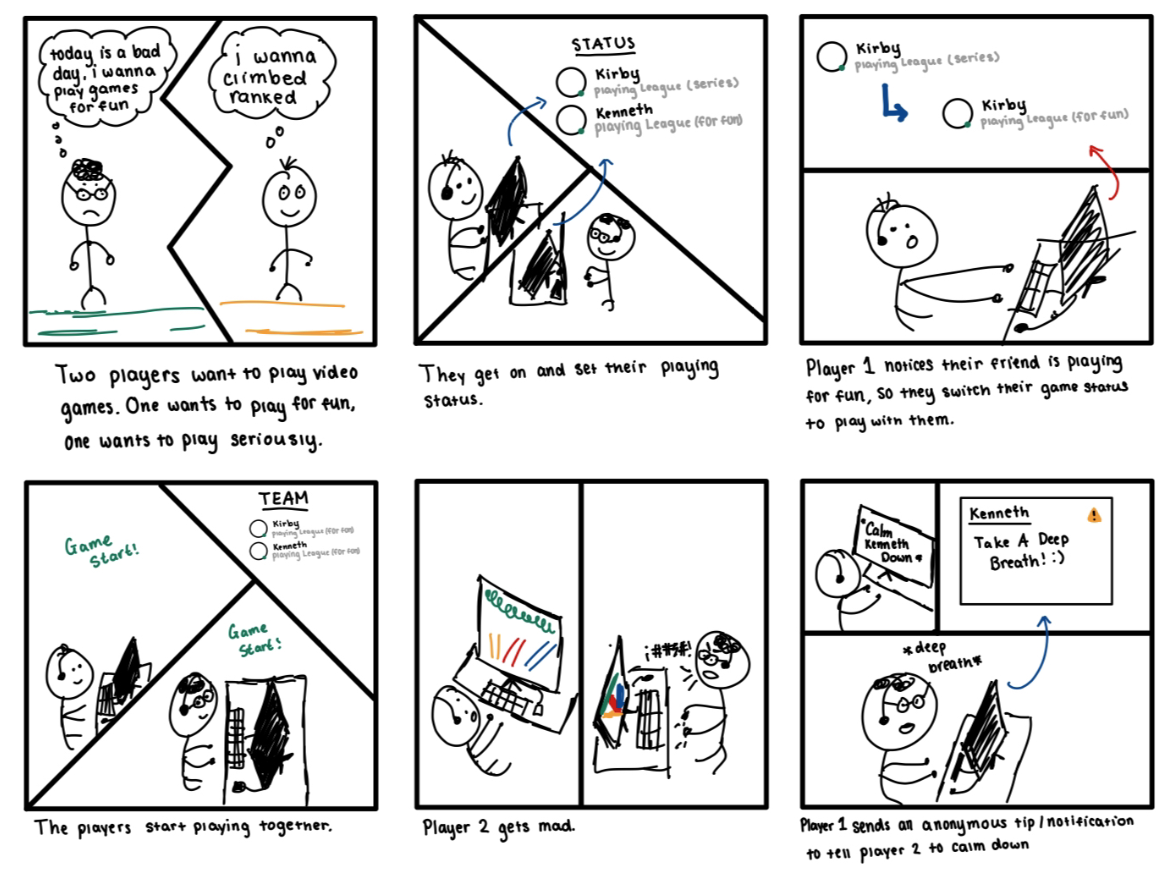 today is a bad
day, i wanna
play games
for fun
i wanna
climbed
ranked
Two players want to play video
games. One wants to play for fun,
one wants to play seriously.
STATUS
Kirby
playing League (series)
Kenneth
playing League (for fun)
They get on and set their playing
status.
Kirby
playing League (series)
Kirby
playing League (for fun)
Player 1 notices their friend is playing
for fun, so they switch their game status
to play with them.
Game
Start!
TEAM
Kirby
playing League (for fun)
Kenneth
playing League (for fun)
Game
Start!
The players start playing together.
¡##$#!
Player 2 gets mad.
*Calm
Kenneth
Down*
Kenneth
Take A Deep
Breath! :)
*deep
breath*
Player 1 sends an anonymous tip/notification
to tell player 2 to calm down